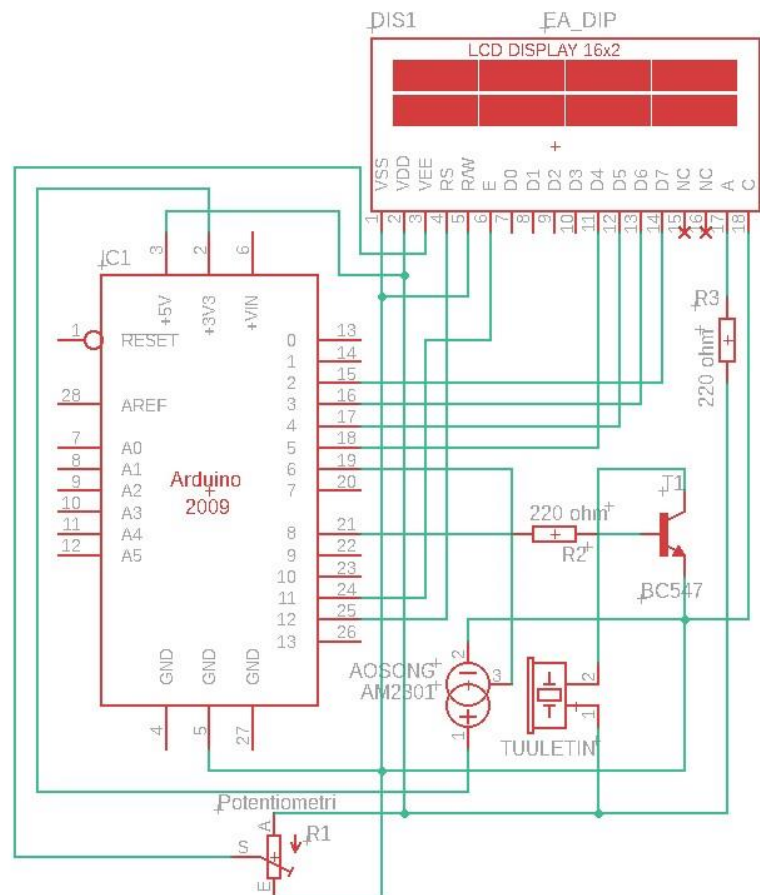 DIS1 EA_DIP
LCD DISPLAY 16x2
VSS VDD VEE RS R/W E D0 D1 D2 D3 D4 D5 D6 D7 NC NC A C
1 2 3 4 5 6 7 8 9 10 11 12 13 14 15 16 17 18
3 2 6
IC1
+5V +3V3 +VIN
1 RESET
28 AREF
7 A0
8 A1
9 A2
10 A3
11 A4
12 A5
Arduino
2009
0 13
1 14
2 15
3 16
4 17
5 18
6 19
7 20
8 21
9 22
10 23
11 24
12 25
13 26
GND GND GND
4 5 27
R3
220 ohm
T1
220 ohm
R2
BC547
AOSONG
AM2301
2
3
1
2
1
TUULETIN
Potentiometri
A
R1
S
E